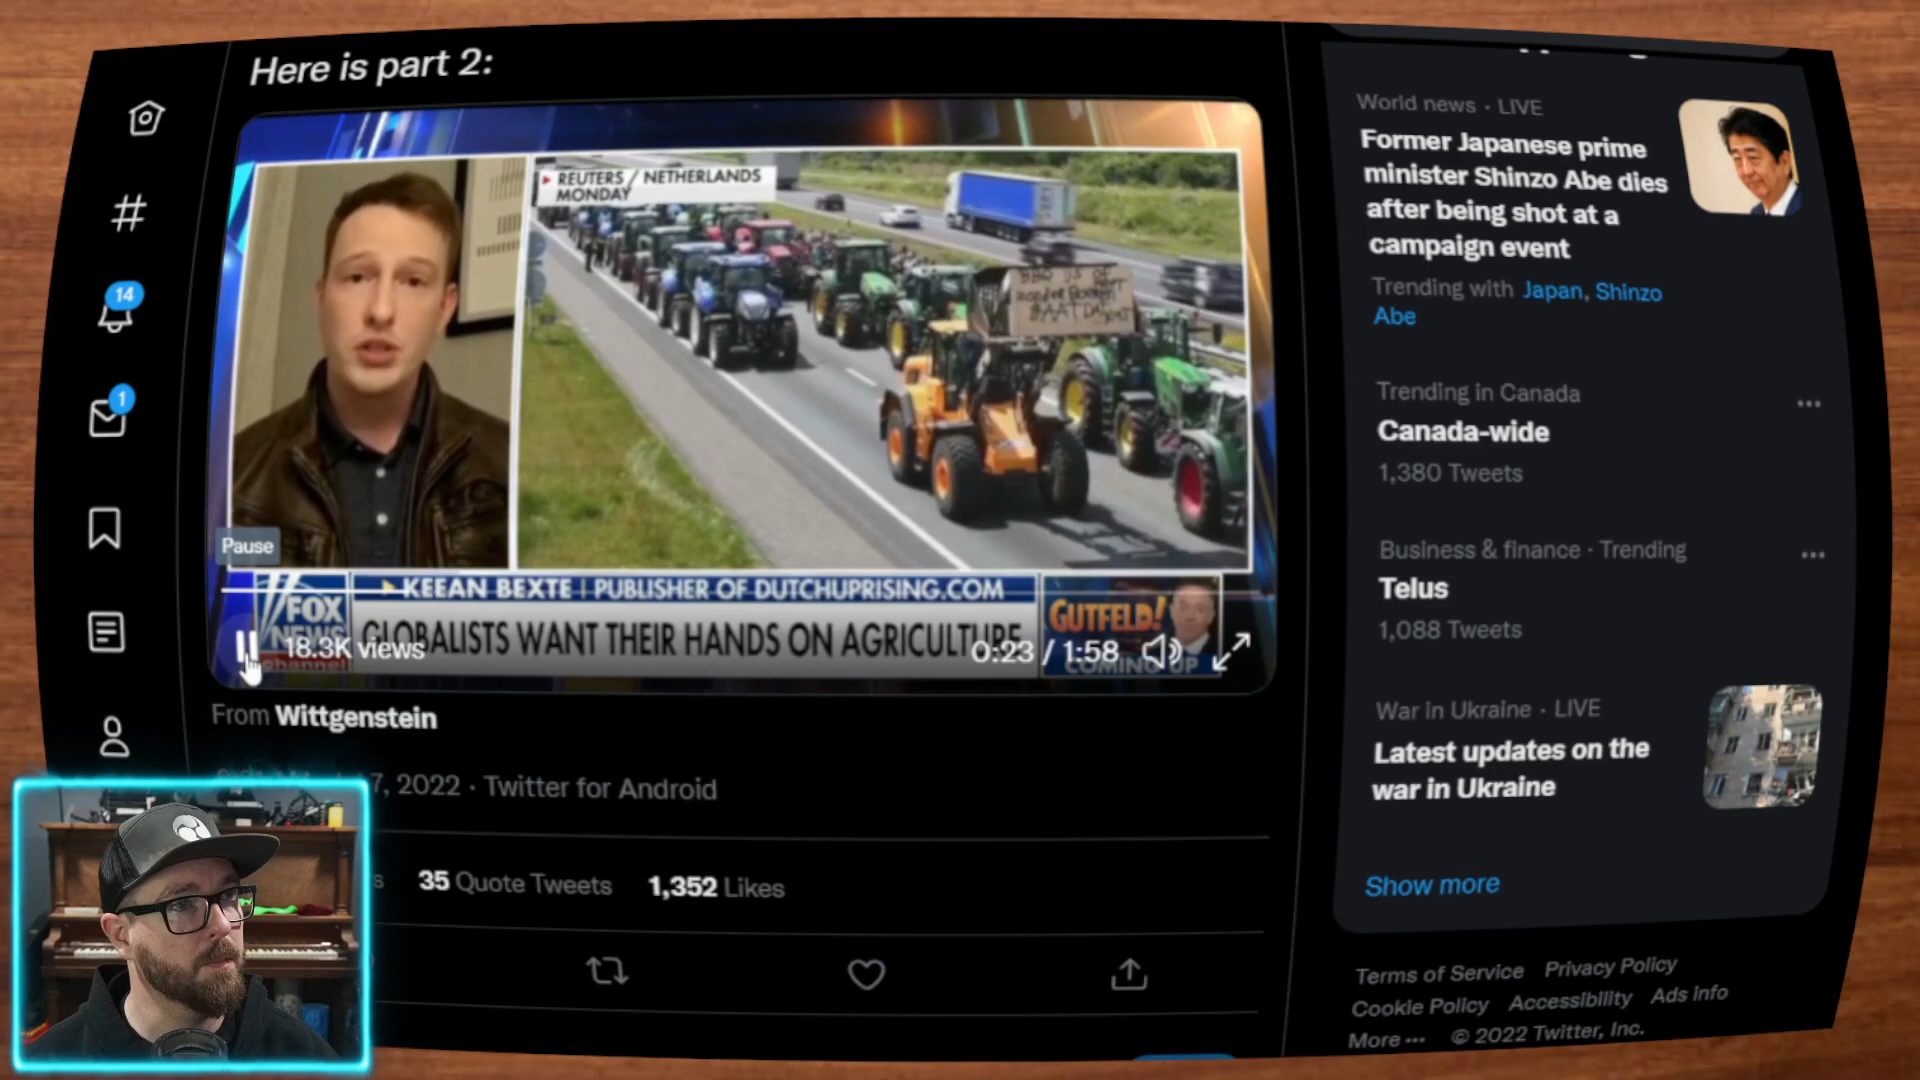 Here is part 2:
REUTERS / NETHERLANDS
MONDAY
14
1
Pause
KEEAN BEXTE | PUBLISHER OF DUTCHUPRISING.COM
FOX
NEWS
channel
GLOBALISTS WANT THEIR HANDS ON AGRICULTURE
GUTFELD!
COMING UP
18.3K views
0:23 / 1:58
From Wittgenstein
7, 2022 · Twitter for Android
s 35 Quote Tweets 1,352 Likes
World news · LIVE
Former Japanese prime
minister Shinzo Abe dies
after being shot at a
campaign event
Trending with Japan, Shinzo
Abe
Trending in Canada
Canada-wide
1,380 Tweets
Business & finance · Trending
Telus
1,088 Tweets
War in Ukraine · LIVE
Latest updates on the
war in Ukraine
Show more
Terms of Service Privacy Policy
Cookie Policy Accessibility Ads info
More ··· © 2022 Twitter, Inc.